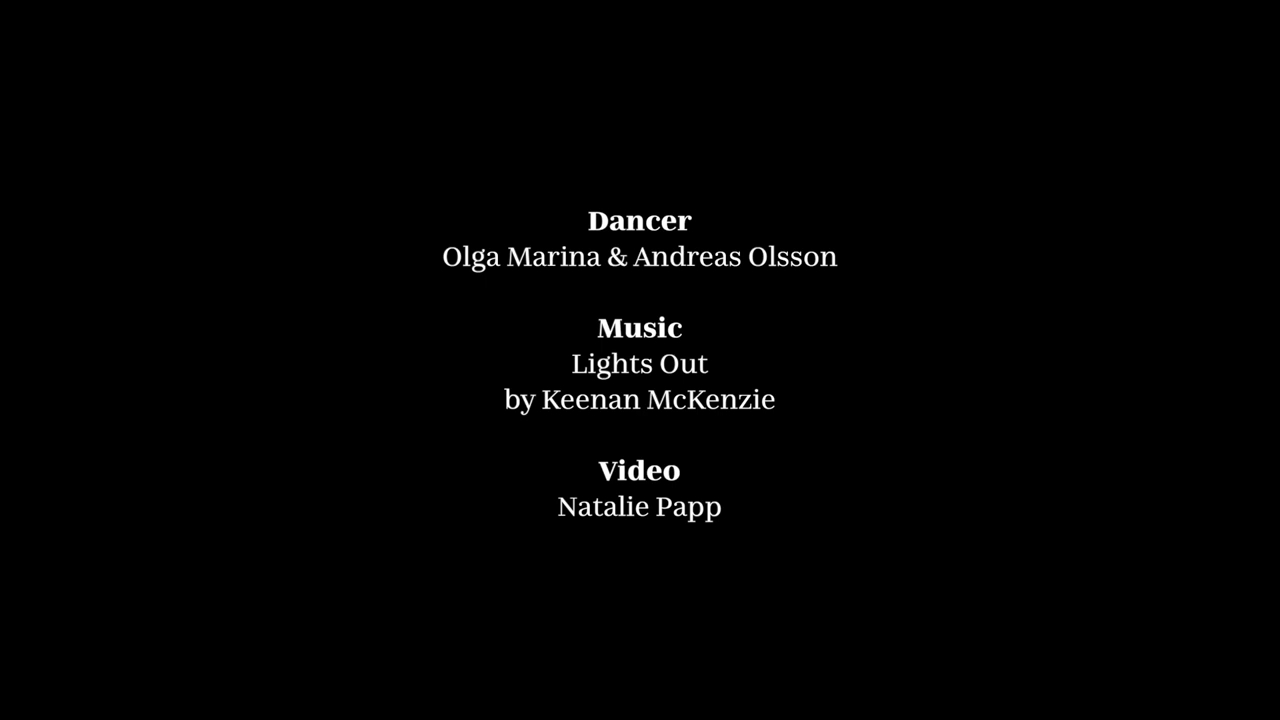 Dancer
Olga Marina & Andreas Olsson
Music
Lights Out
by Keenan McKenzie
Video
Natalie Papp